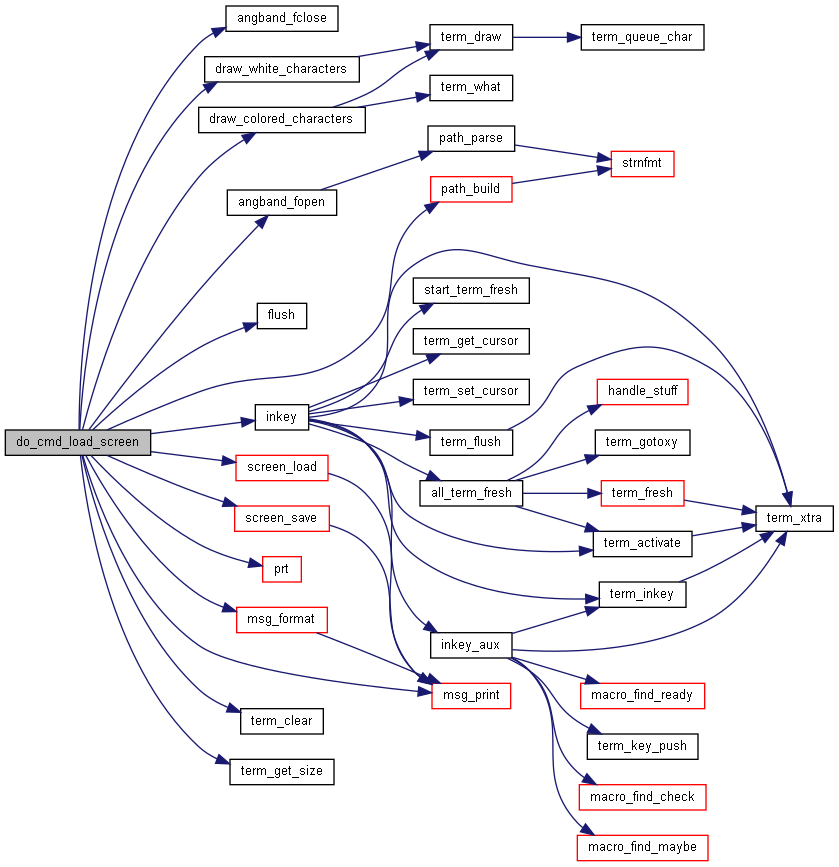 angband_fclose
term_draw
term_queue_char
draw_white_characters
term_what
draw_colored_characters
path_parse
strnfmt
path_build
angband_fopen
start_term_fresh
flush
term_get_cursor
term_set_cursor
handle_stuff
inkey
do_cmd_load_screen
term_flush
term_gotoxy
screen_load
all_term_fresh
term_fresh
screen_save
term_xtra
term_activate
prt
term_inkey
msg_format
inkey_aux
msg_print
macro_find_ready
term_clear
term_key_push
term_get_size
macro_find_check
macro_find_maybe